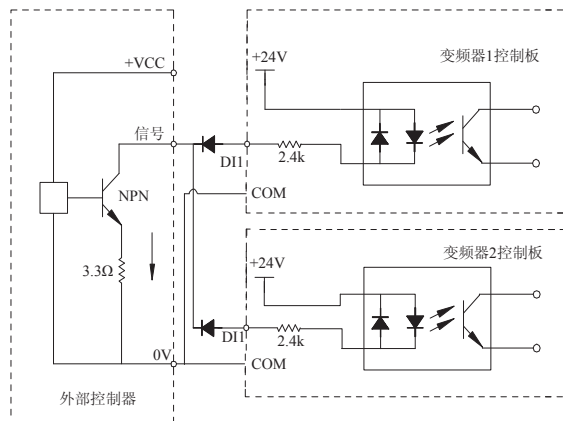 +VCC
信号
NPN
3.3Ω
0V
外部控制器
+24V
变频器1控制板
DI1
2.4k
COM
+24V
变频器2控制板
DI1
2.4k
COM